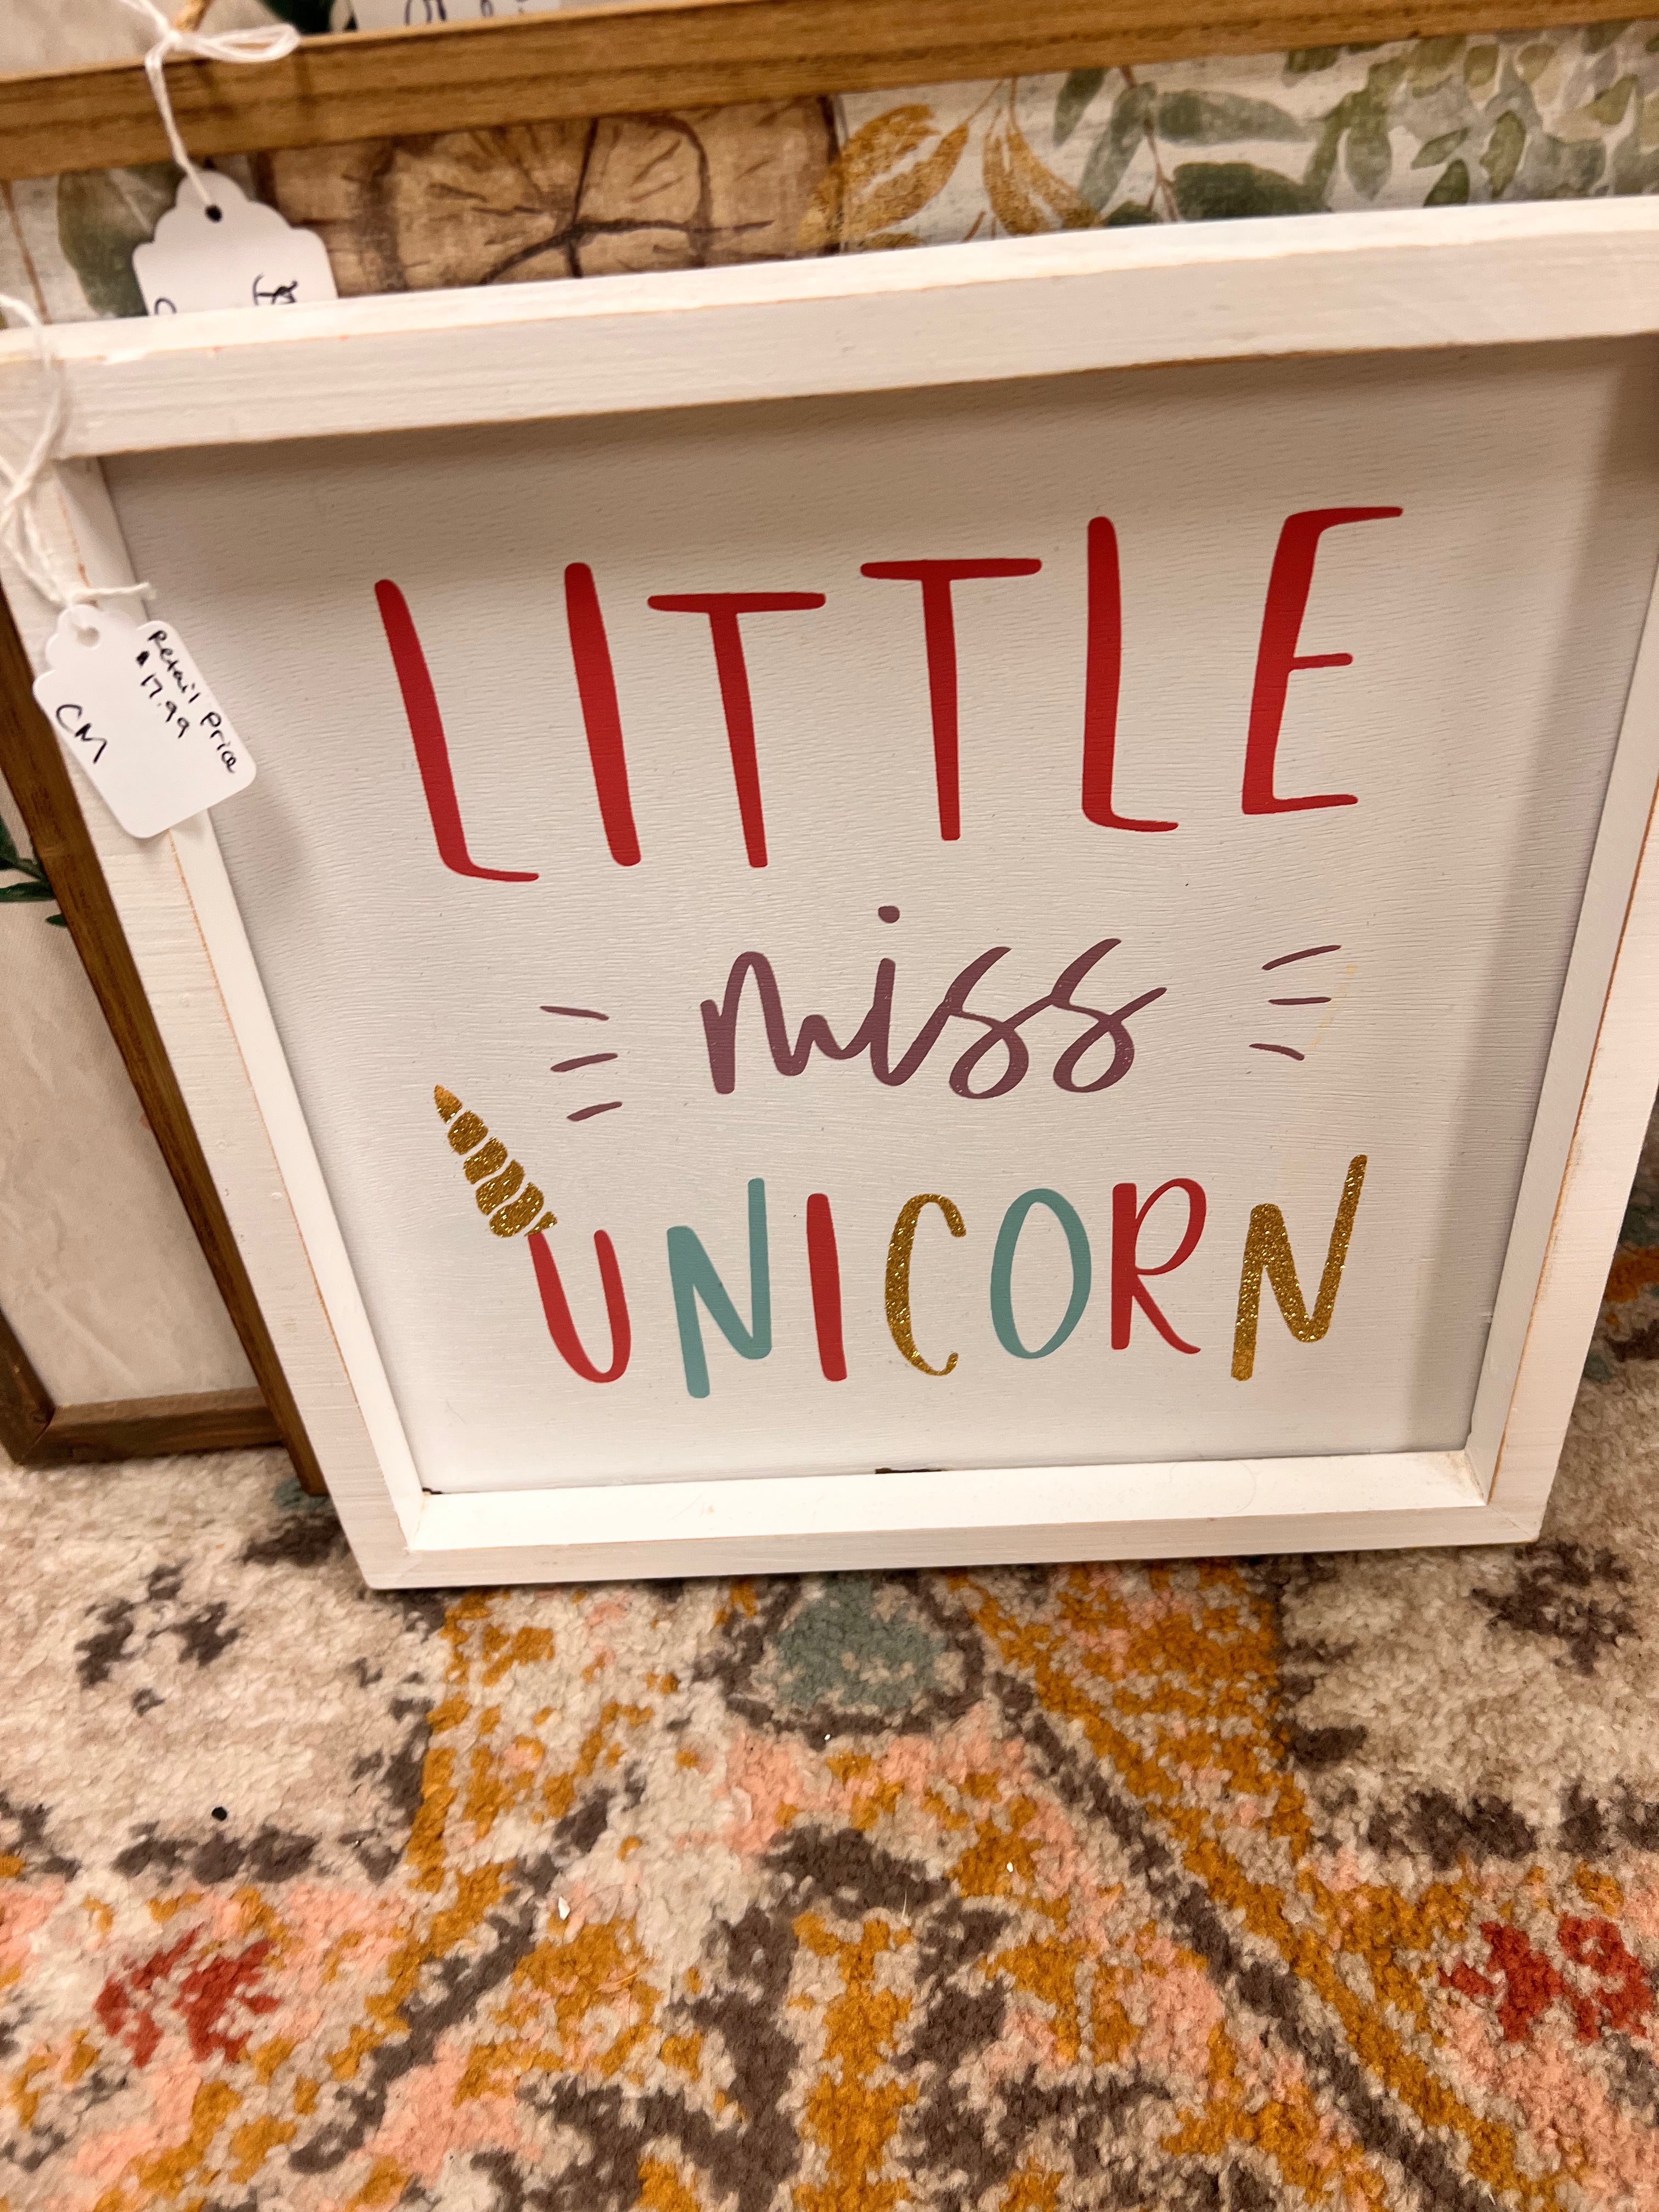 LITTLE
miss
UNICORN
Retail Price
$17.99
CM